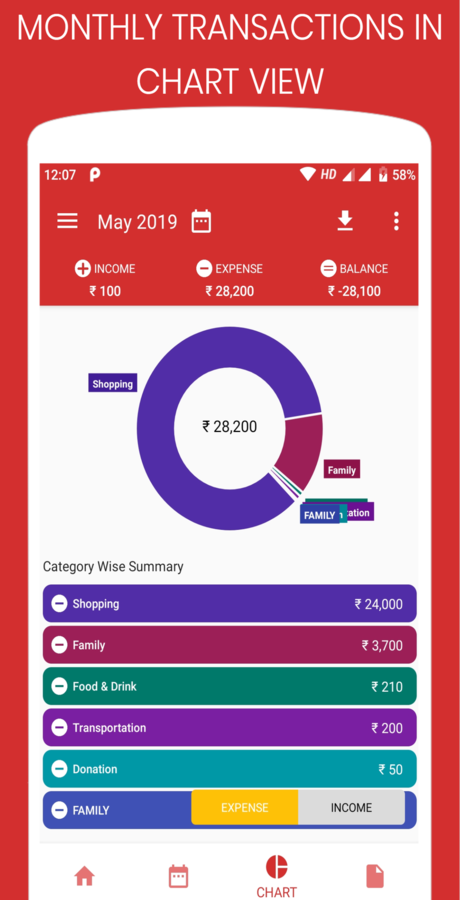 MONTHLY TRANSACTIONS IN
CHART VIEW
12:07 HD 58%
May 2019
INCOME EXPENSE BALANCE
₹ 100 ₹ 28,200 ₹ -28,100
Shopping
₹ 28,200
Family
FAMILY ation
Category Wise Summary
Shopping ₹ 24,000
Family ₹ 3,700
Food & Drink ₹ 210
Transportation ₹ 200
Donation ₹ 50
FAMILY EXPENSE INCOME
CHART